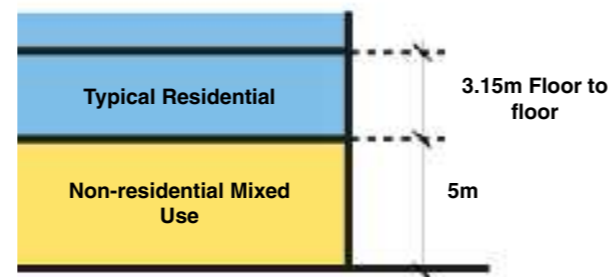 Typical Residential
3.15m Floor to
floor
Non-residential Mixed
Use
5m